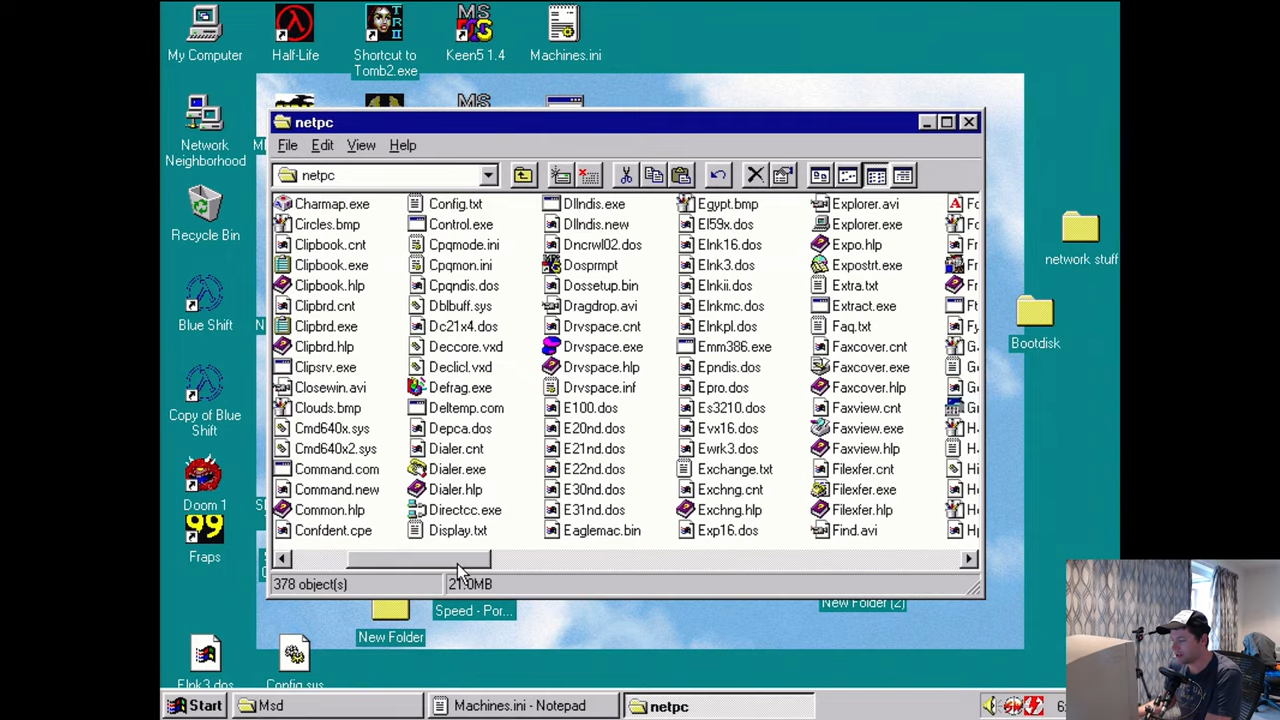 My Computer
Half-Life
Shortcut to
Tomb2.exe
MS
Keen5 1.4
Machines.ini
Network
Neighborhood
MS
Recycle Bin
Blue Shift
Copy of Blue
Shift
Doom 1
99
Fraps
netpc
File Edit View Help
netpc
Charmap.exe
Circles.bmp
Clipbook.cnt
Clipbook.exe
Clipbook.hlp
Clipbrd.cnt
Clipbrd.exe
Clipbrd.hlp
Clipsrv.exe
Closewin.avi
Clouds.bmp
Cmd640x.sys
Cmd640x2.sys
Command.com
Command.new
Common.hlp
Confdent.cpe
Config.txt
Control.exe
Cpqmode.ini
Cpqmon.ini
Cpqndis.dos
Dblbuff.sys
Dc21x4.dos
Deccore.vxd
Declicl.vxd
Defrag.exe
Deltemp.com
Depca.dos
Dialer.cnt
Dialer.exe
Dialer.hlp
Directcc.exe
Display.txt
Dllndis.exe
Dllndis.new
Dncrwl02.dos
Dosprmpt
Dossetup.bin
Dragdrop.avi
Drvspace.cnt
Drvspace.exe
Drvspace.hlp
Drvspace.inf
E100.dos
E20nd.dos
E21nd.dos
E22nd.dos
E30nd.dos
E31nd.dos
Eaglemac.bin
Egypt.bmp
El59x.dos
Elnk16.dos
Elnk3.dos
Elnkii.dos
Elnkmc.dos
Elnkpl.dos
Emm386.exe
Epndis.dos
Epro.dos
Es3210.dos
Evx16.dos
Ewrk3.dos
Exchange.txt
Exchng.cnt
Exchng.hlp
Exp16.dos
Explorer.avi
Explorer.exe
Expo.hlp
Expostrt.exe
Extra.txt
Extract.exe
Faq.txt
Faxcover.cnt
Faxcover.exe
Faxcover.hlp
Faxview.cnt
Faxview.exe
Faxview.hlp
Filexfer.cnt
Filexfer.exe
Filexfer.hlp
Find.avi
378 object(s)
21.0MB
network stuff
Bootdisk
New Folder
Speed - Por...
New Folder (2)
Elnk3.dos
Config.sys
Start
Msd
Machines.ini - Notepad
netpc